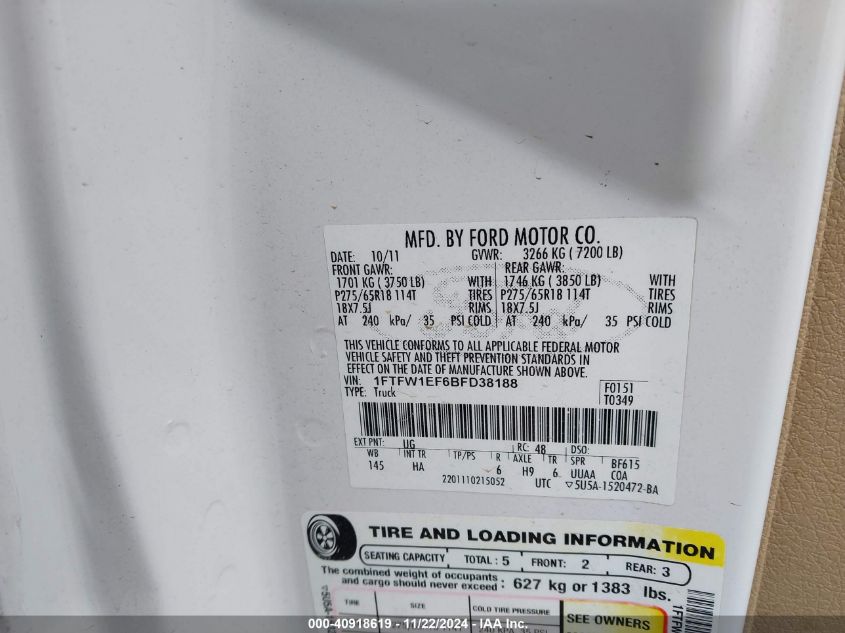 MFD. BY FORD MOTOR CO.
DATE: 10/11 GVWR: 3266 KG ( 7200 LB)
FRONT GAWR: REAR GAWR:
1701 KG ( 3750 LB) WITH 1746 KG ( 3850 LB) WITH
P275/65R18 114T TIRES P275/65R18 114T TIRES
18X7.5J RIMS 18X7.5J RIMS
AT 240 kPa/ 35 PSI COLD AT 240 kPa/ 35 PSI COLD
THIS VEHICLE CONFORMS TO ALL APPLICABLE FEDERAL MOTOR
VEHICLE SAFETY AND THEFT PREVENTION STANDARDS IN
EFFECT ON THE DATE OF MANUFACTURE SHOWN ABOVE.
VIN: 1FTFW1EF6BFD38188
TYPE: Truck
F0151
T0349
EXT PNT: UG RC: 48 DSO:
WB INT TR TP/PS R AXLE TR SPR BF615
145 HA 6 H9 6 UUAA COA
2201110215052 UTC ▽5U5A-1520472-BA
TIRE AND LOADING INFORMATION
SEATING CAPACITY TOTAL: 5 FRONT: 2 REAR: 3
The combined weight of occupants
and cargo should never exceed: 627 kg or 1383 lbs.
TIRE SIZE COLD TIRE PRESSURE
SEE OWNERS
000-40918619 - 11/22/2024 - IAA Inc.